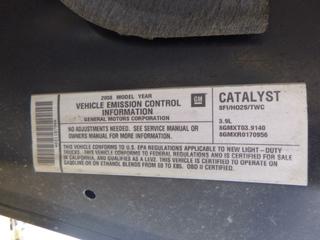 2008 MODEL YEAR
VEHICLE EMISSION CONTROL
INFORMATION
GENERAL MOTORS CORPORATION
GM
CATALYST
SFI/HO2S/TWC
NO ADJUSTMENTS NEEDED. SEE SERVICE MANUAL OR
OWNERS MANUAL FOR MORE INFORMATION.
3.9L
8GMXT03.9140
8GMXR0170956
THIS VEHICLE CONFORMS TO U.S. EPA REGULATIONS APPLICABLE TO NEW LIGHT-DUTY
TRUCKS. THIS VEHICLE CONFORMS TO FEDERAL REGULATIONS AND IS CERTIFIED FOR SALE
IN CALIFORNIA, AND QUALIFIES AS A LEV2. THIS VEHICLE IS CERTIFIED TO OPERATE ON
GASOLINE OR ON ETHANOL BLENDS FROM E0 TO E85. OBD II CERTIFIED.